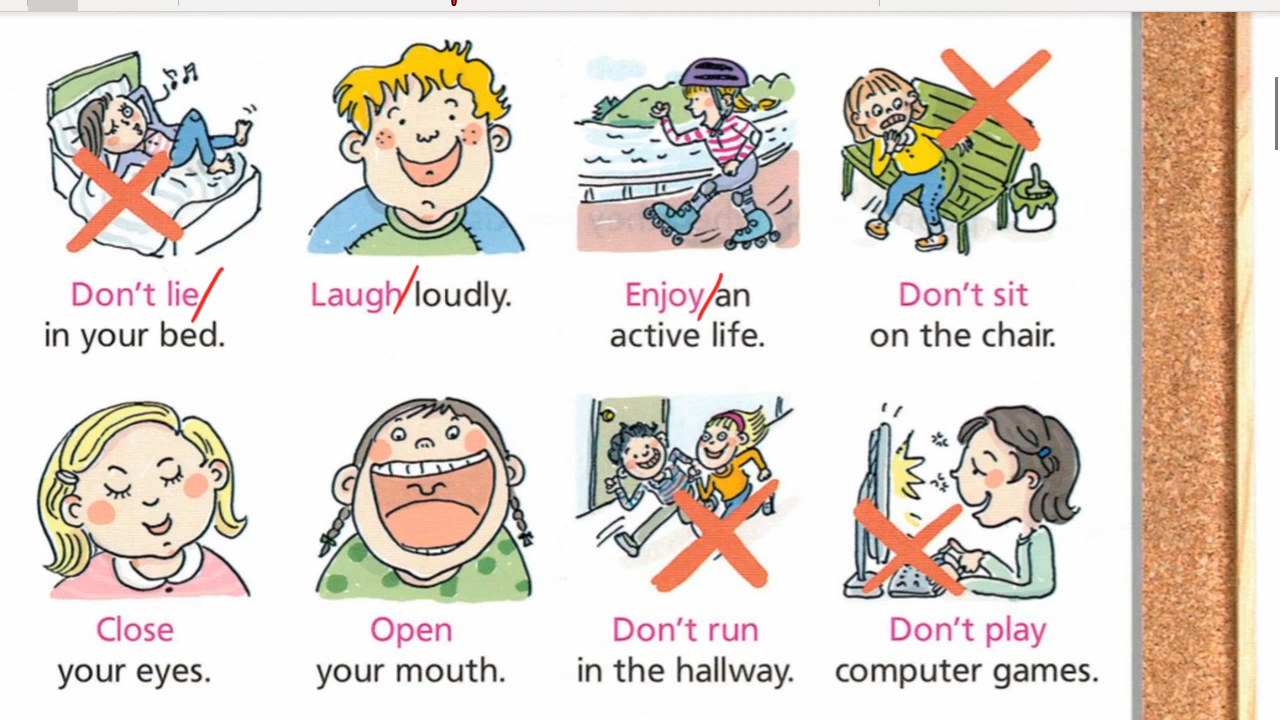 Don't lie
in your bed.
Laugh loudly.
Enjoy an
active life.
Don't sit
on the chair.
Close
your eyes.
Open
your mouth.
Don't run
in the hallway.
Don't play
computer games.